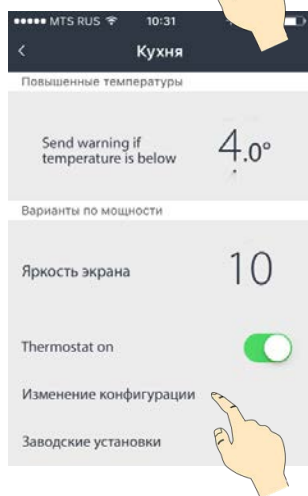 MTS RUS 10:31
Кухня
Повышенные температуры
Send warning if
temperature is below
4.0°
Варианты по мощности
Яркость экрана 10
Thermostat on
Изменение конфигурации
Заводские установки